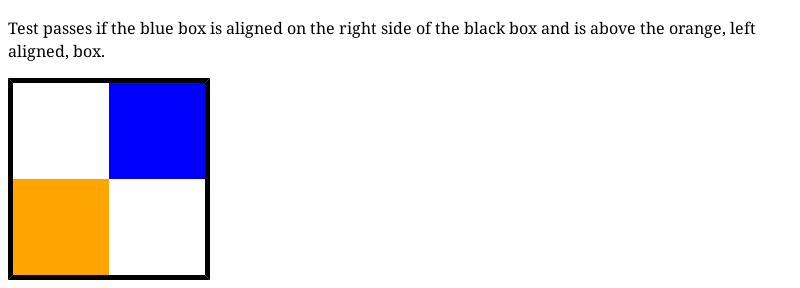 Test passes if the blue box is aligned on the right side of the black box and is above the orange, left
aligned, box.